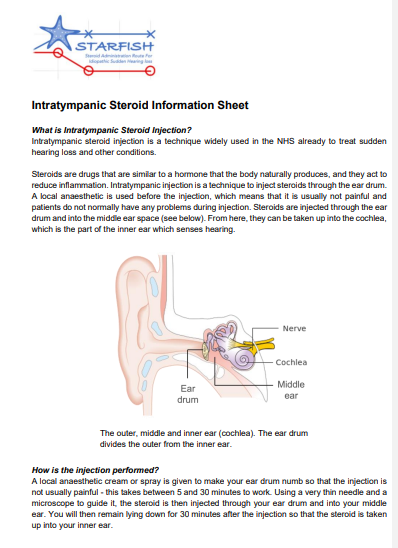 STARFISH
Steroid Administration Route For
Idiopathic Sudden Hearing loss
Intratympanic Steroid Information Sheet
What is Intratympanic Steroid Injection?
Intratympanic steroid injection is a technique widely used in the NHS already to treat sudden
hearing loss and other conditions.
Steroids are drugs that are similar to a hormone that the body naturally produces, and they act to
reduce inflammation. Intratympanic injection is a technique to inject steroids through the ear drum.
A local anaesthetic is used before the injection, which means that it is usually not painful and
patients do not normally have any problems during injection. Steroids are injected through the ear
drum and into the middle ear space (see below). From here, they can be taken up into the cochlea,
which is the part of the inner ear which senses hearing.
Nerve
Cochlea
Ear
drum
Middle
ear
The outer, middle and inner ear (cochlea). The ear drum
divides the outer from the inner ear.
How is the injection performed?
A local anaesthetic cream or spray is given to make your ear drum numb so that the injection is
not usually painful - this takes between 5 and 30 minutes to work. Using a very thin needle and a
microscope to guide it, the steroid is then injected through your ear drum and into your middle
ear. You will then remain lying down for 30 minutes after the injection so that the steroid is taken
up into your inner ear.